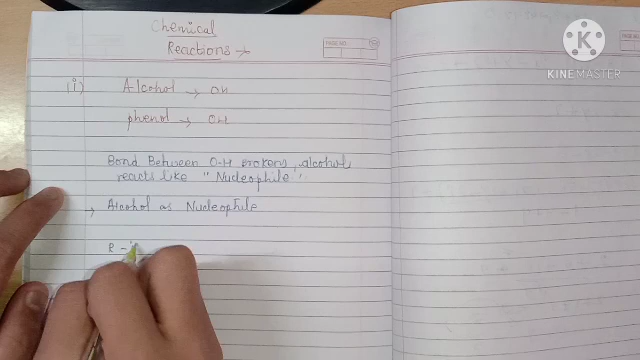 Chemical
Reactions →
PAGE NO
(i) Alcohol → OH
phenol → OH
Bond Between O-H brokens, alcohol
reacts like "Nucleophile".
→ Alcohol as Nucleophile
R -
KINEMASTER